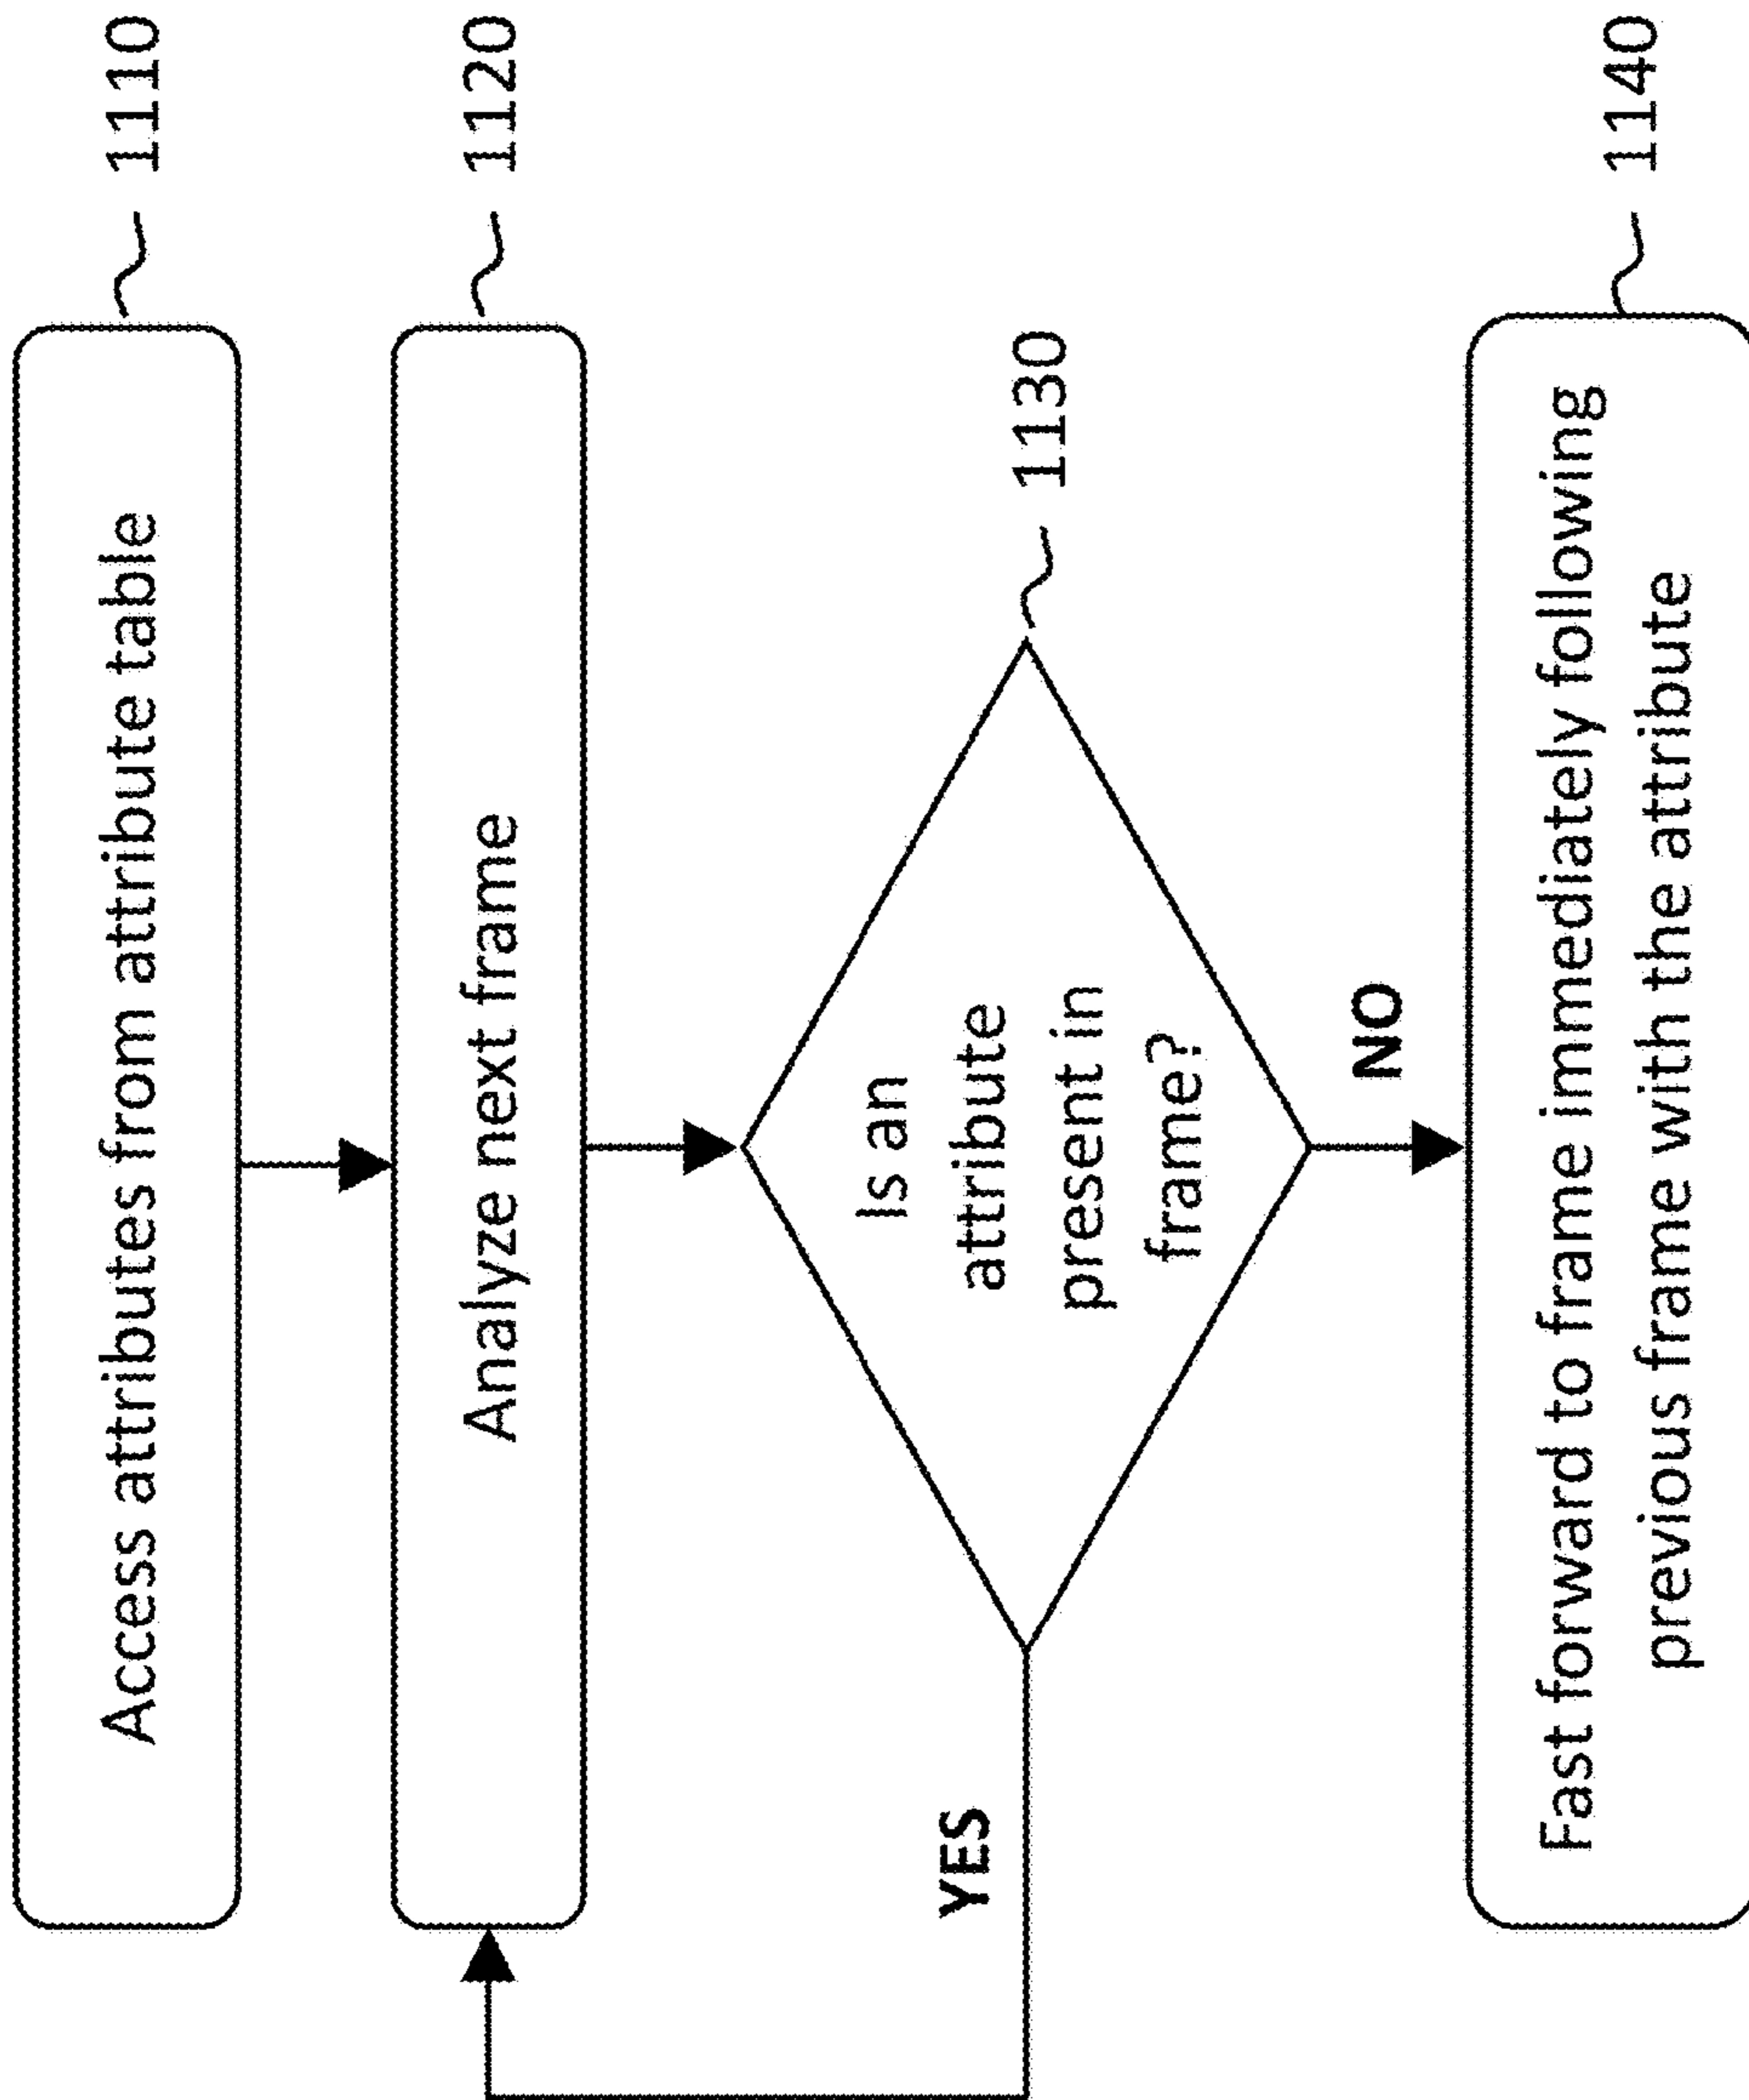 Access attributes from attribute table
1110
Analyze next frame
1120
Is an
attribute
present in
frame?
1130
YES
NO
Fast forward to frame immediately following
previous frame with the attribute
1140